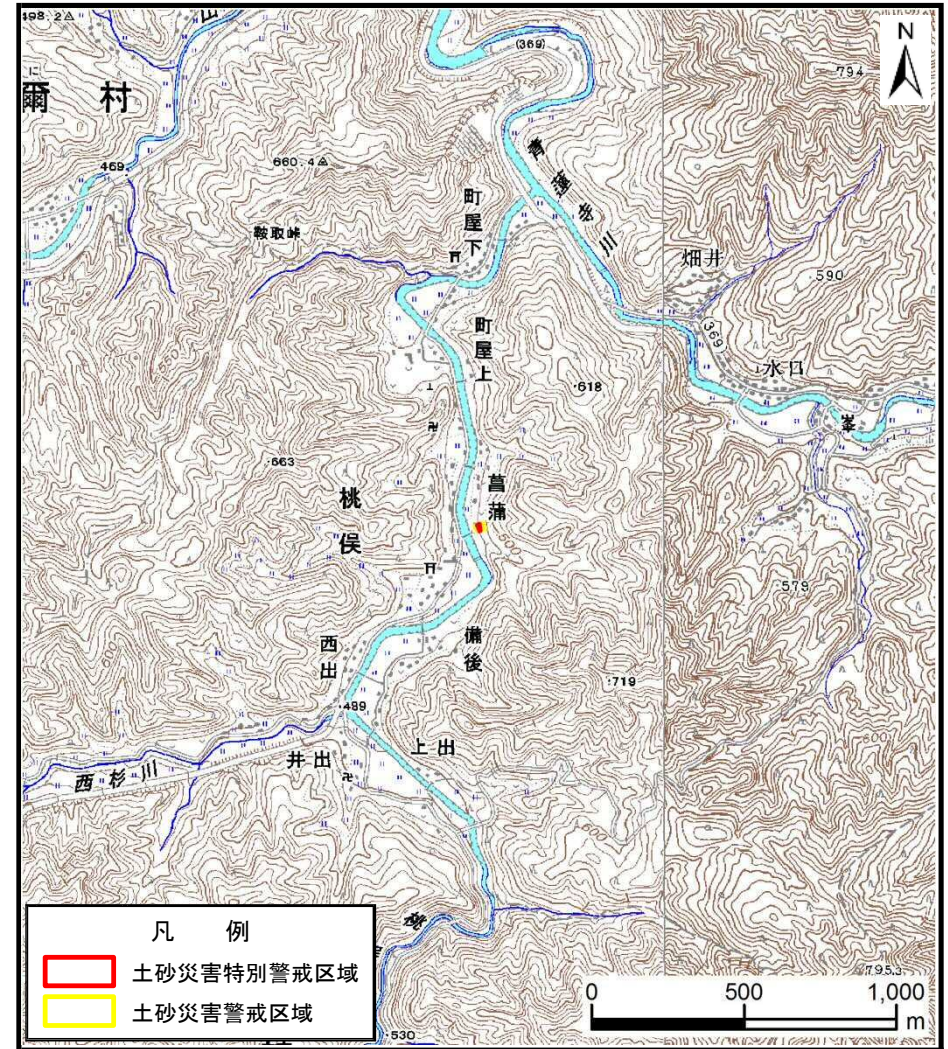 498.2
(369)
N
794
爾村
469
660.4
町屋下
鞍取峠
青蓮寺川
畑井
590
369
町屋上
水口
618
峯
663
菖蒲
桃俣
600
579
西出
備後
719
489
600
上出
井出
西杉川
600
凡 例
土砂災害特別警戒区域
土砂災害警戒区域
795.3
0 500 1,000
m
530